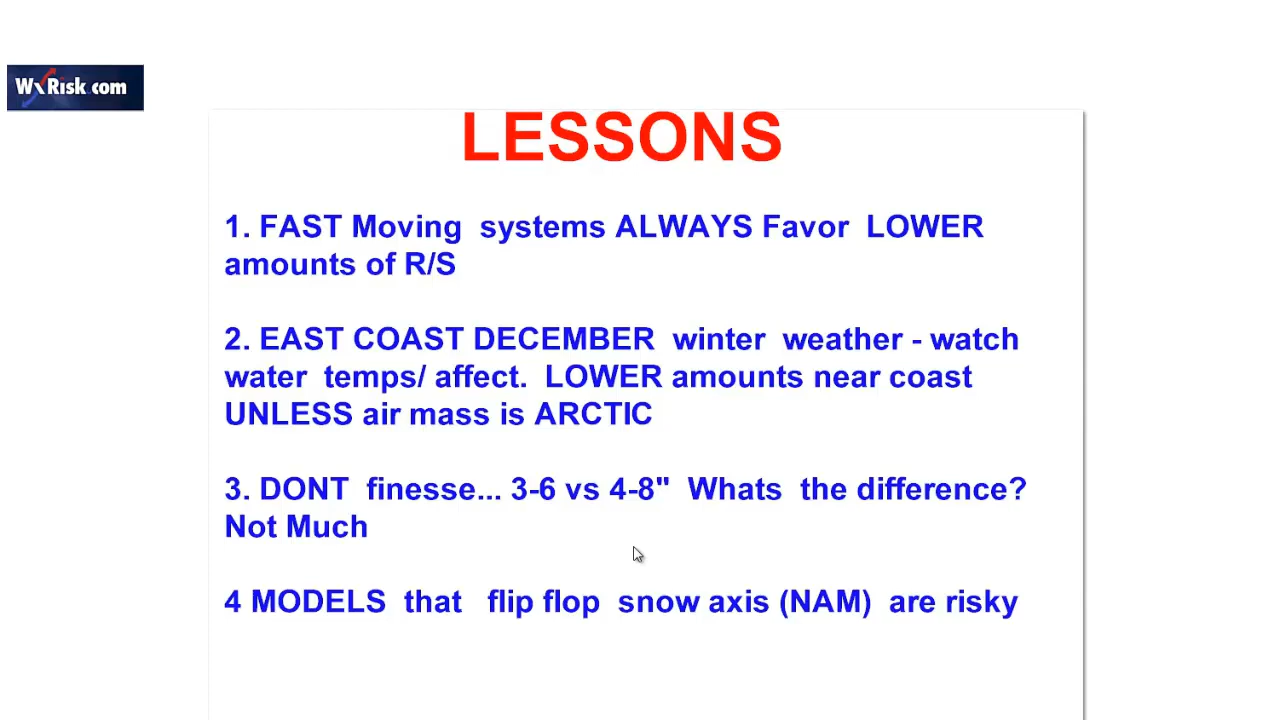 WxRisk.com
LESSONS
1. FAST Moving systems ALWAYS Favor LOWER
amounts of R/S
2. EAST COAST DECEMBER winter weather - watch
water temps/ affect. LOWER amounts near coast
UNLESS air mass is ARCTIC
3. DONT finesse... 3-6 vs 4-8" Whats the difference?
Not Much
4 MODELS that flip flop snow axis (NAM) are risky